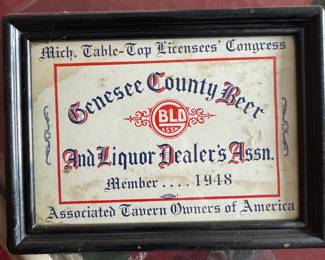 Mich. Table-Top Licensees' Congress
Genesee County Beer
BLD
ASSN.
And Liquor Dealer's Assn.
Member .... 1948
Associated Tavern Owners of America